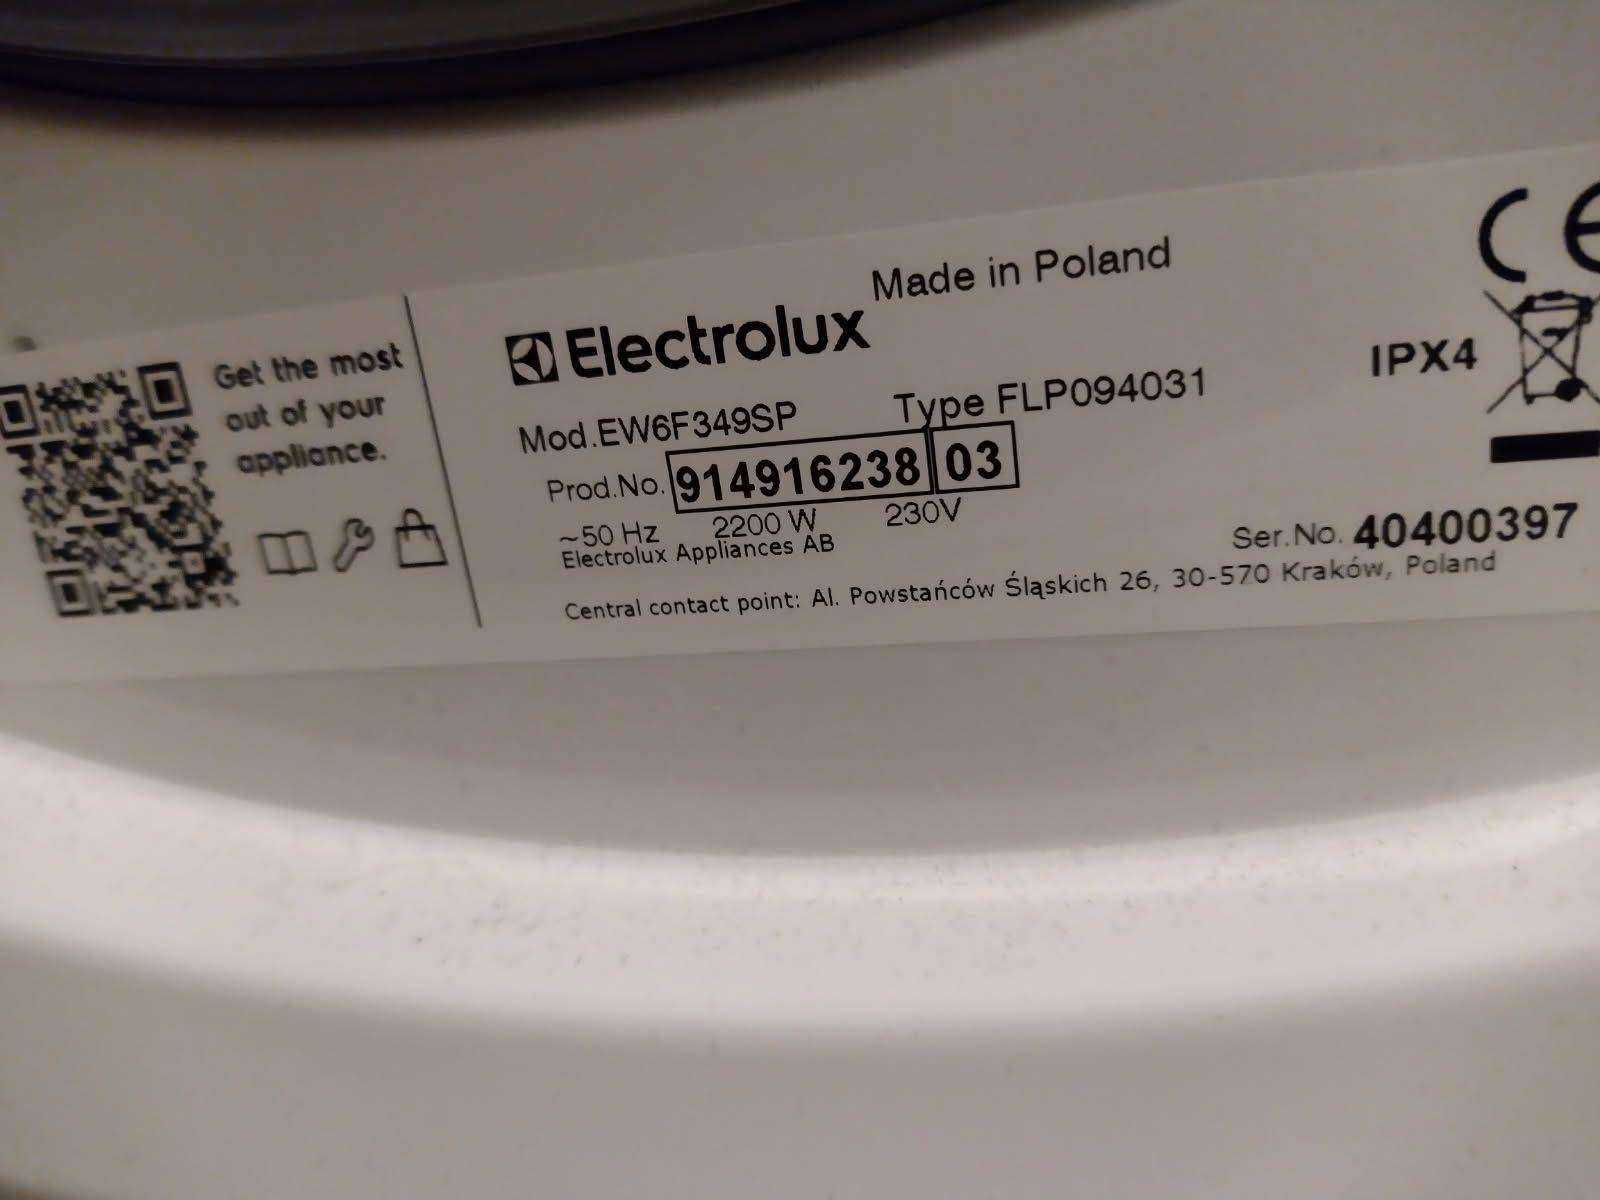 Made in Poland
Electrolux
Get the most
out of your
appliance.
Mod.EW6F349SP Type FLP094031
IPX4
Prod.No. 914916238 03
~50 Hz 2200 W 230V
Electrolux Appliances AB
Ser.No. 40400397
Central contact point: Al. Powstańców Śląskich 26, 30-570 Kraków, Poland
CE